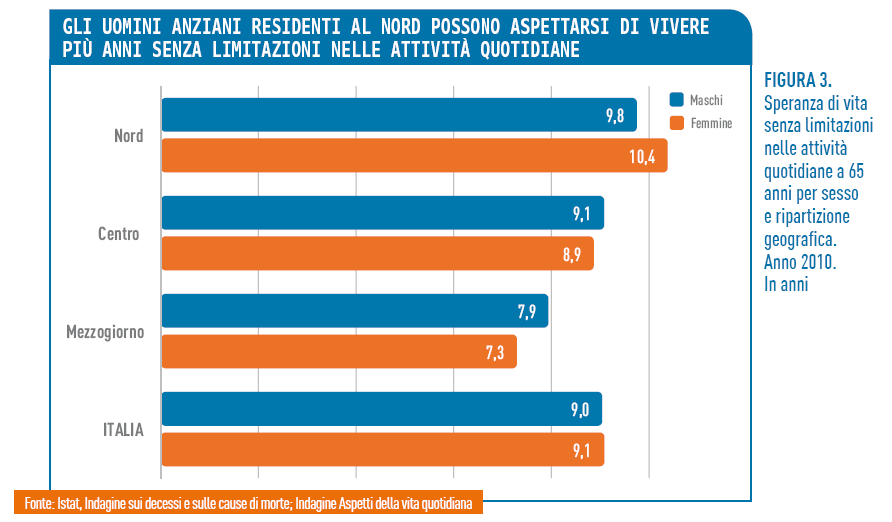 GLI UOMINI ANZIANI RESIDENTI AL NORD POSSONO ASPETTARSI DI VIVERE
PIÙ ANNI SENZA LIMITAZIONI NELLE ATTIVITÀ QUOTIDIANE
FIGURA 3.
Speranza di vita
senza limitazioni
nelle attività
quotidiane a 65
anni per sesso
e ripartizione
geografica.
Anno 2010.
In anni
Maschi
Femmine
Nord
9,8
10,4
Centro
9,1
8,9
Mezzogiorno
7,9
7,3
ITALIA
9,0
9,1
Fonte: Istat, Indagine sui decessi e sulle cause di morte; Indagine Aspetti della vita quotidiana